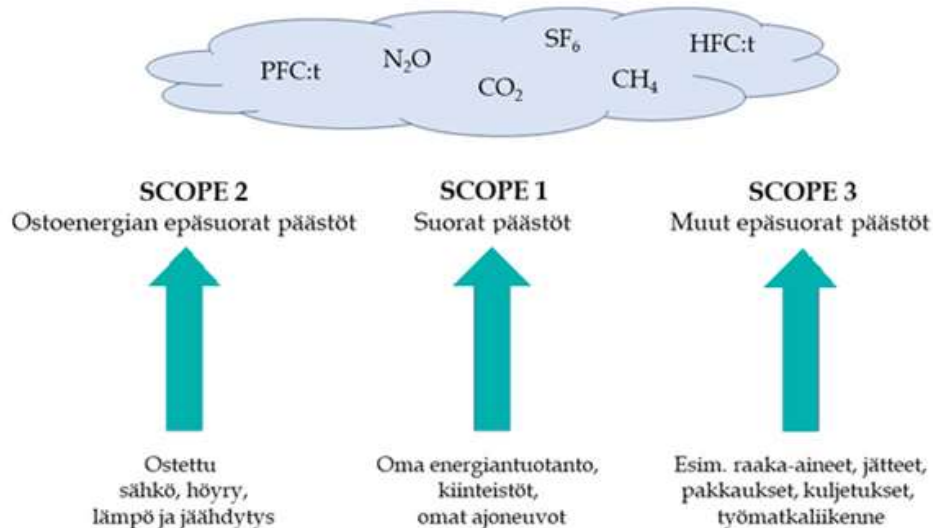 PFC:t
N₂O
SF₆
HFC:t
CO₂
CH₄
SCOPE 2
Ostoenergian epäsuorat päästöt
SCOPE 1
Suorat päästöt
SCOPE 3
Muut epäsuorat päästöt
Ostettu
sähkö, höyry,
lämpö ja jäähdytys
Oma energiantuotanto,
kiinteistöt,
omat ajoneuvot
Esim. raaka-aineet, jätteet,
pakkaukset, kuljetukset,
työmatkaliikenne